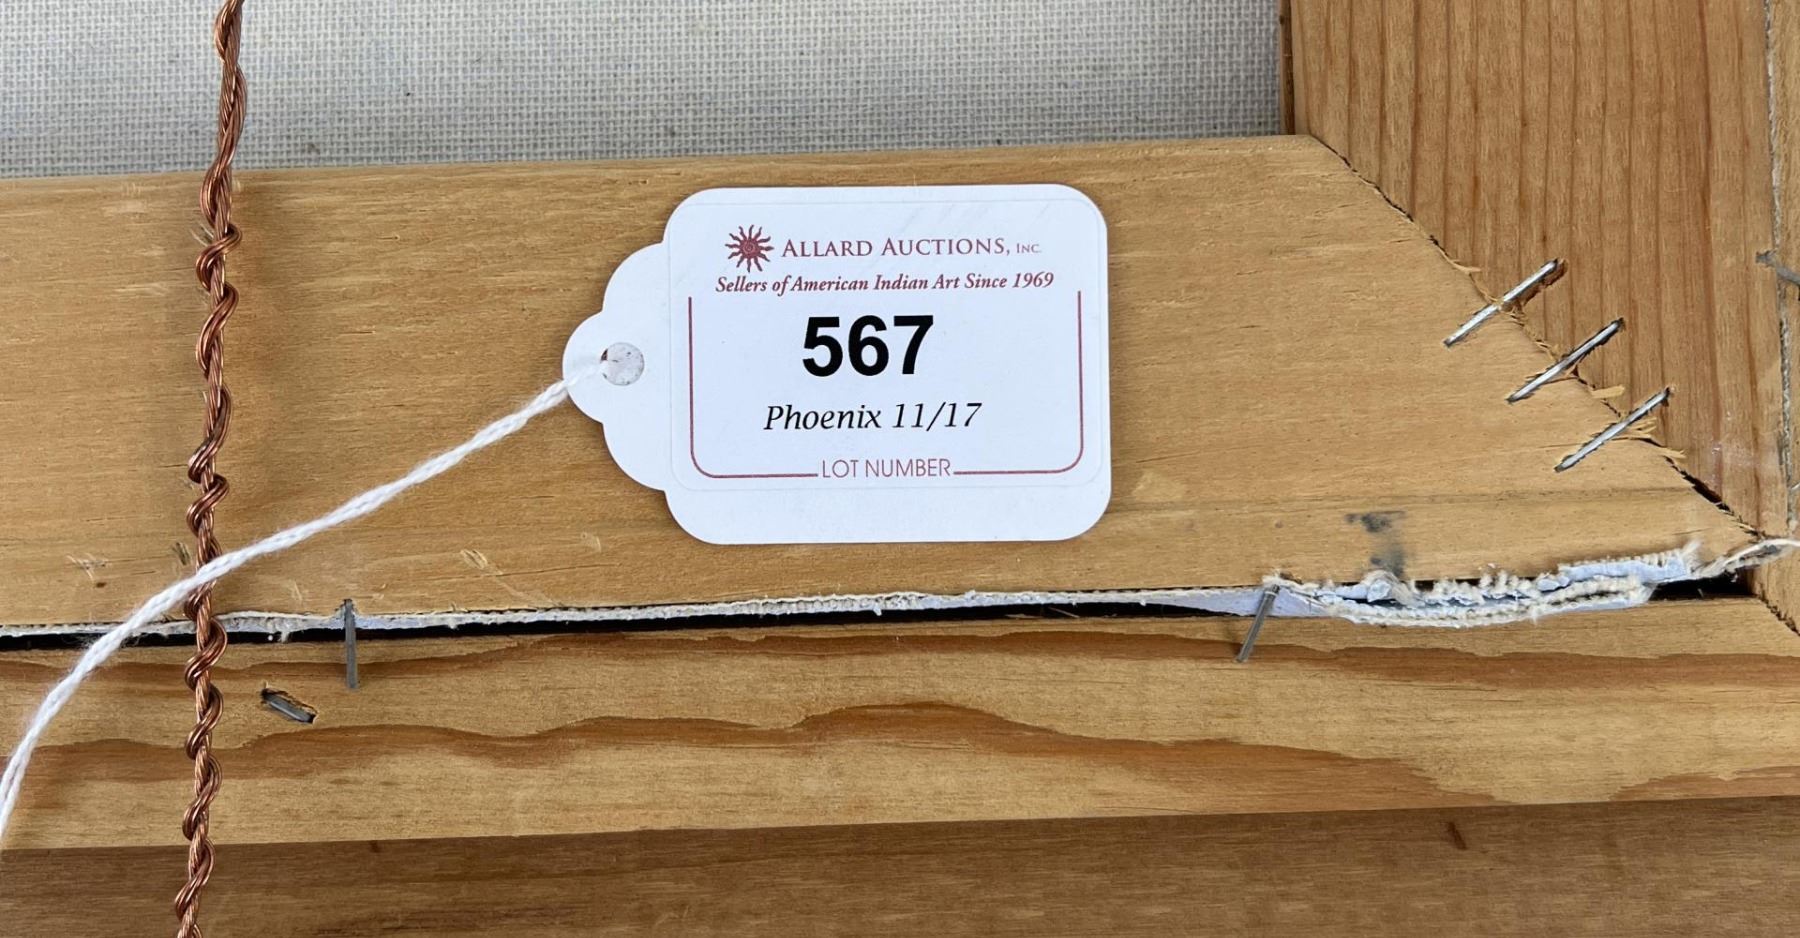 ALLARD AUCTIONS, INC.
Sellers of American Indian Art Since 1969
567
Phoenix 11/17
LOT NUMBER